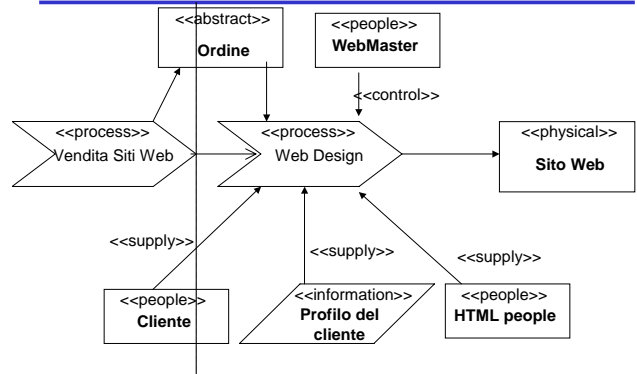 <<abstract>>
Ordine
<<people>>
WebMaster
<<control>>
<<process>>
Vendita Siti Web
<<process>>
Web Design
<<physical>>
Sito Web
<<supply>>
<<supply>>
<<supply>>
<<people>>
Cliente
<<information>>
Profilo del
cliente
<<people>>
HTML people